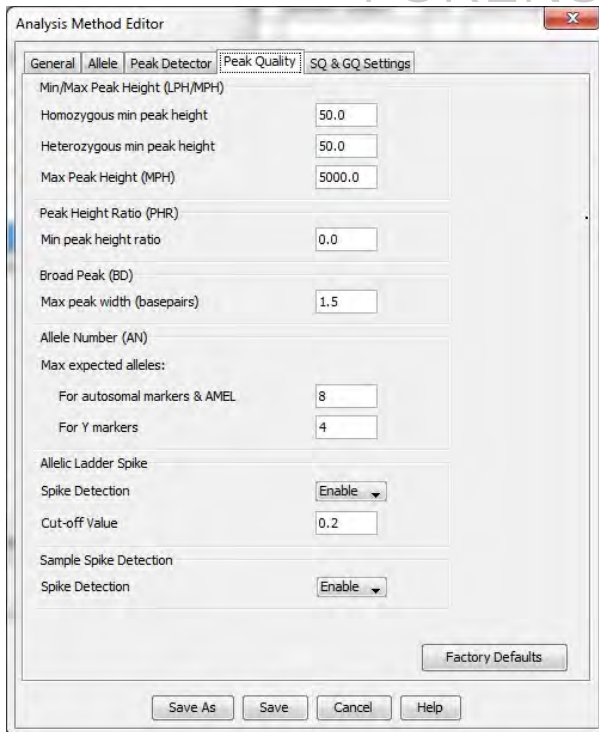 Analysis Method Editor
General Allele Peak Detector Peak Quality SQ & GQ Settings
Min/Max Peak Height (LPH/MPH)
Homozygous min peak height 50.0
Heterozygous min peak height 50.0
Max Peak Height (MPH) 5000.0
Peak Height Ratio (PHR)
Min peak height ratio 0.0
Broad Peak (BD)
Max peak width (basepairs) 1.5
Allele Number (AN)
Max expected alleles:
For autosomal markers & AMEL 8
For Y markers 4
Allelic Ladder Spike
Spike Detection Enable
Cut-off Value 0.2
Sample Spike Detection
Spike Detection Enable
Factory Defaults
Save As Save Cancel Help